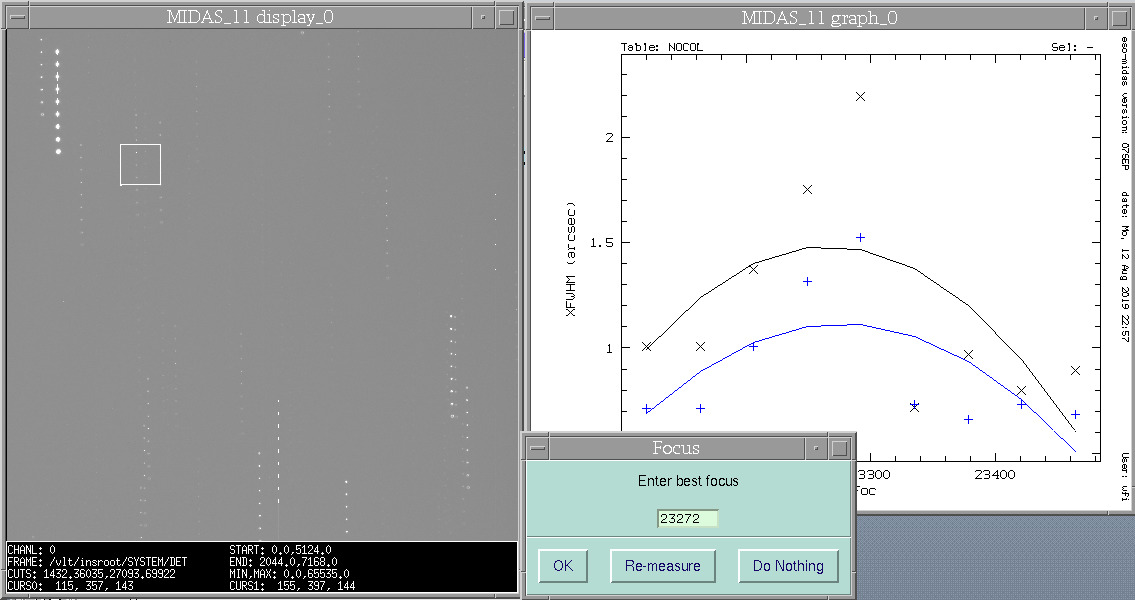 MIDAS_11 display_0
CHANL: 0
FRAME: /vlt/insroot/SYSTEM/DET
CUTS: 1432.36035,27093.69922
CURS0: 115, 357, 143
START: 0.0,5124.0
END: 2044.0,7168.0
MIN,MAX: 0.0,65535.0
CURS1: 155, 397, 144
MIDAS_11 graph_0
Table: NOCOL
Sel: -
2
1.5
1
XFWHM (arcsec)
3300
23400
Foc
eso-midas version: 07SEP date: Mo, 12 Aug 2019 22:57
User: wfi
Focus
Enter best focus
23272
OK
Re-measure
Do Nothing